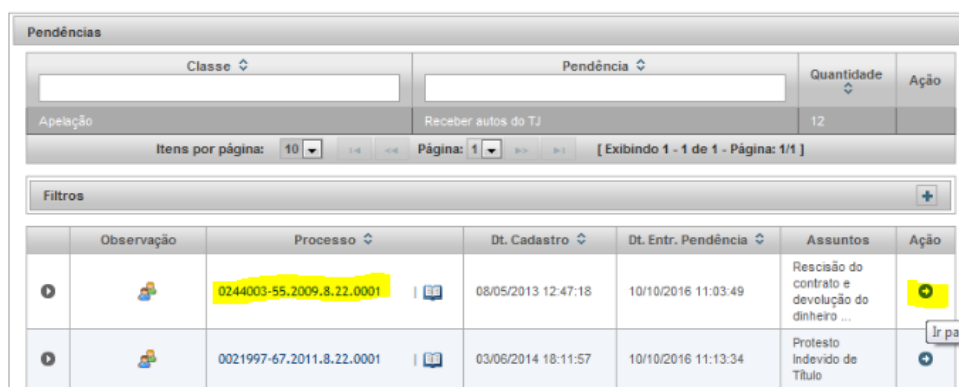 Pendências
Classe Pendência Quantidade Ação
Apelação Receber autos do TJ 12
Itens por página: 10 Página: 1 [ Exibindo 1 - 1 de 1 - Página: 1/1 ]
Filtros
Observação Processo Dt. Cadastro Dt. Entr. Pendência Assuntos Ação
0244003-55.2009.8.22.0001 | 08/05/2013 12:47:18 10/10/2016 11:03:49
Rescisão do
contrato e
devolução do
dinheiro ...
Ir pa
0021997-67.2011.8.22.0001 | 03/06/2014 18:11:57 10/10/2016 11:13:34
Protesto
Indevido de
Título